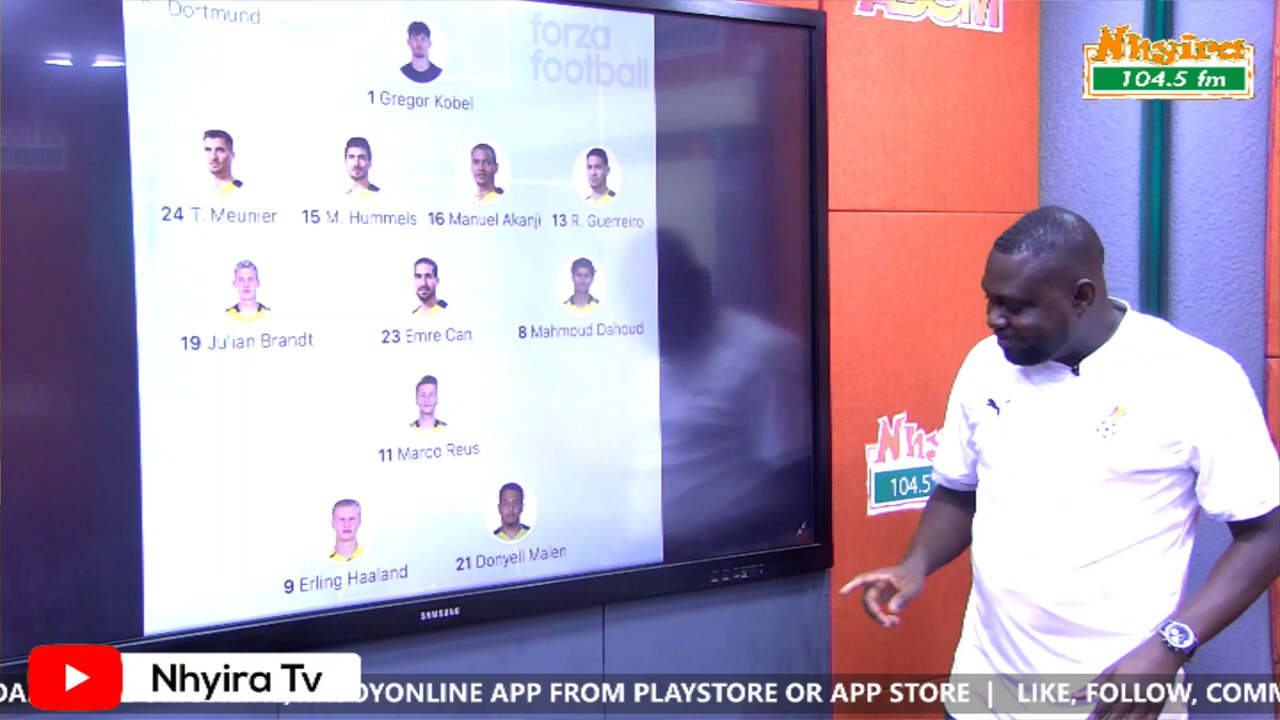 Dortmund
forza
football
1 Gregor Kobel
24 T. Meunier
15 M. Hummels
16 Manuel Akanji
13 R. Guerreiro
19 Julian Brandt
23 Emre Can
8 Mahmoud Dahoud
11 Marco Reus
9 Erling Haaland
21 Donyell Malen
SAMSUNG
Nhyira
104.5 fm
104.5
Nhyira Tv
YONLINE APP FROM PLAYSTORE OR APP STORE | LIKE, FOLLOW, COMM